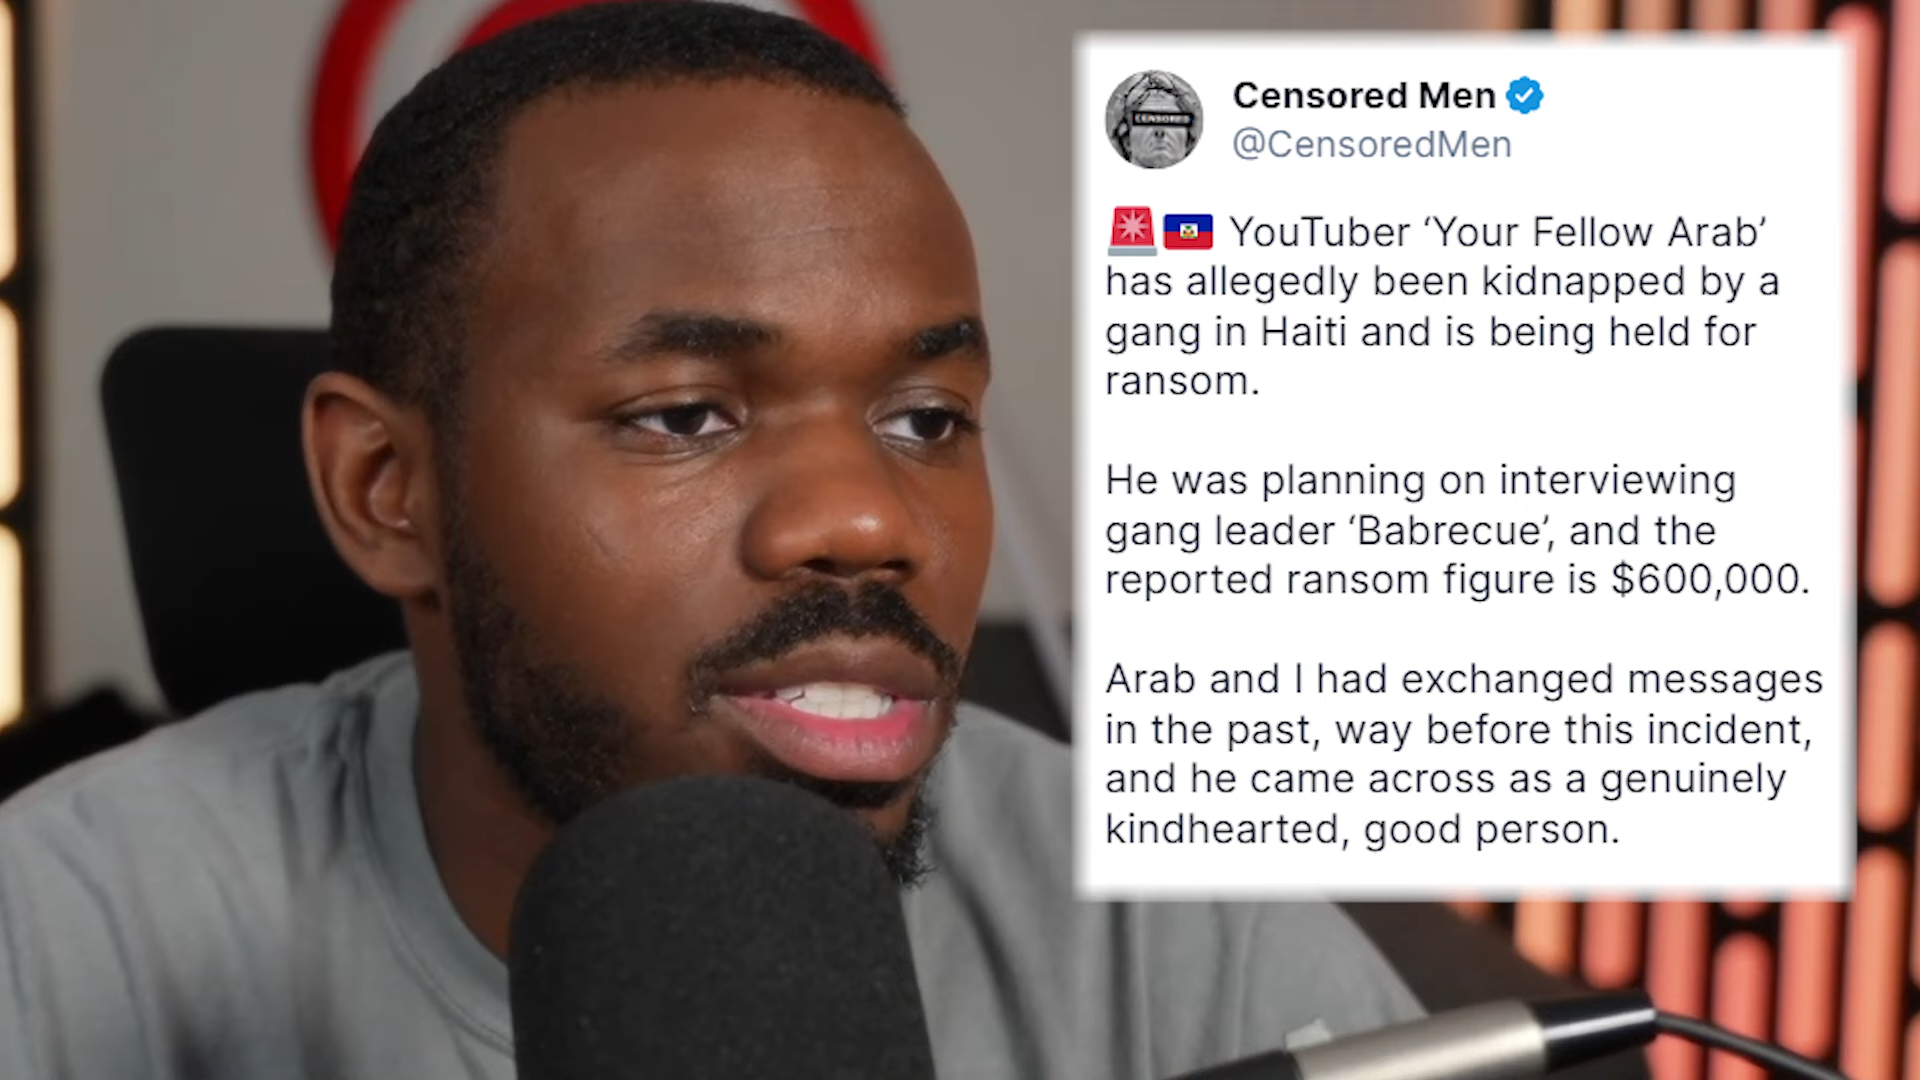 Censored Men
@CensoredMen
CENSORED
YouTuber ‘Your Fellow Arab’
has allegedly been kidnapped by a
gang in Haiti and is being held for
ransom.
He was planning on interviewing
gang leader ‘Babrecue’, and the
reported ransom figure is $600,000.
Arab and I had exchanged messages
in the past, way before this incident,
and he came across as a genuinely
kindhearted, good person.